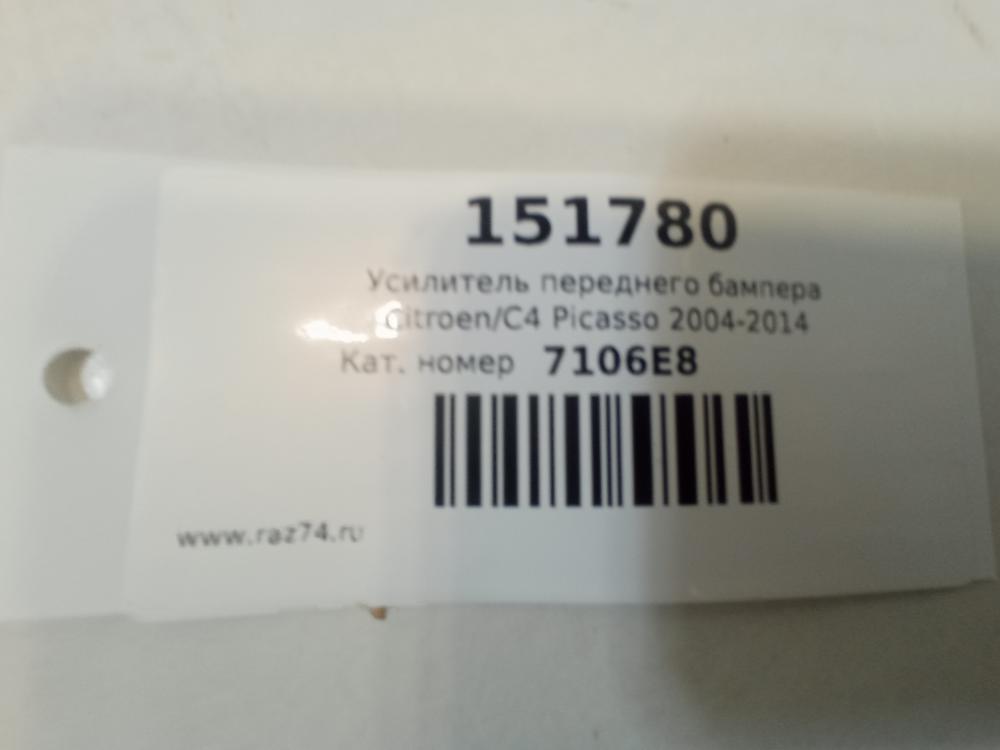 151780
Усилитель переднего бампера
Citroen/C4 Picasso 2004-2014
Кат. номер 7106E8
www.raz74.ru